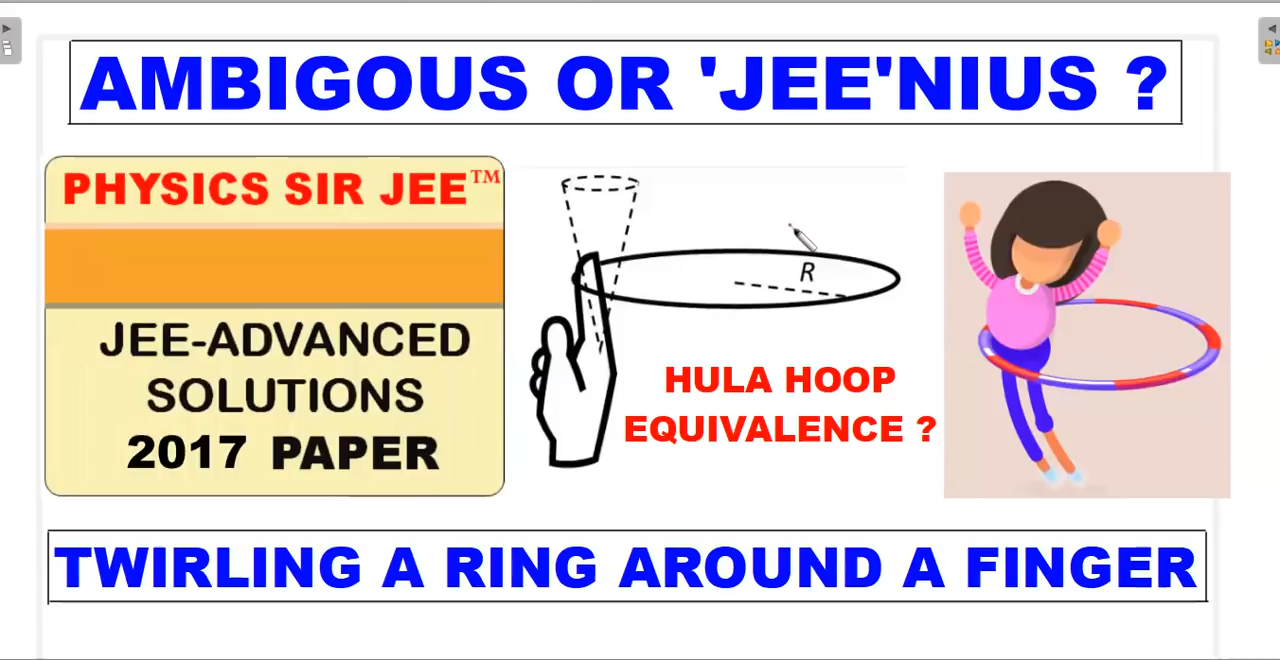 AMBIGOUS OR 'JEE'NIUS ?
PHYSICS SIR JEE™
JEE-ADVANCED
SOLUTIONS
2017 PAPER
R
HULA HOOP
EQUIVALENCE ?
TWIRLING A RING AROUND A FINGER